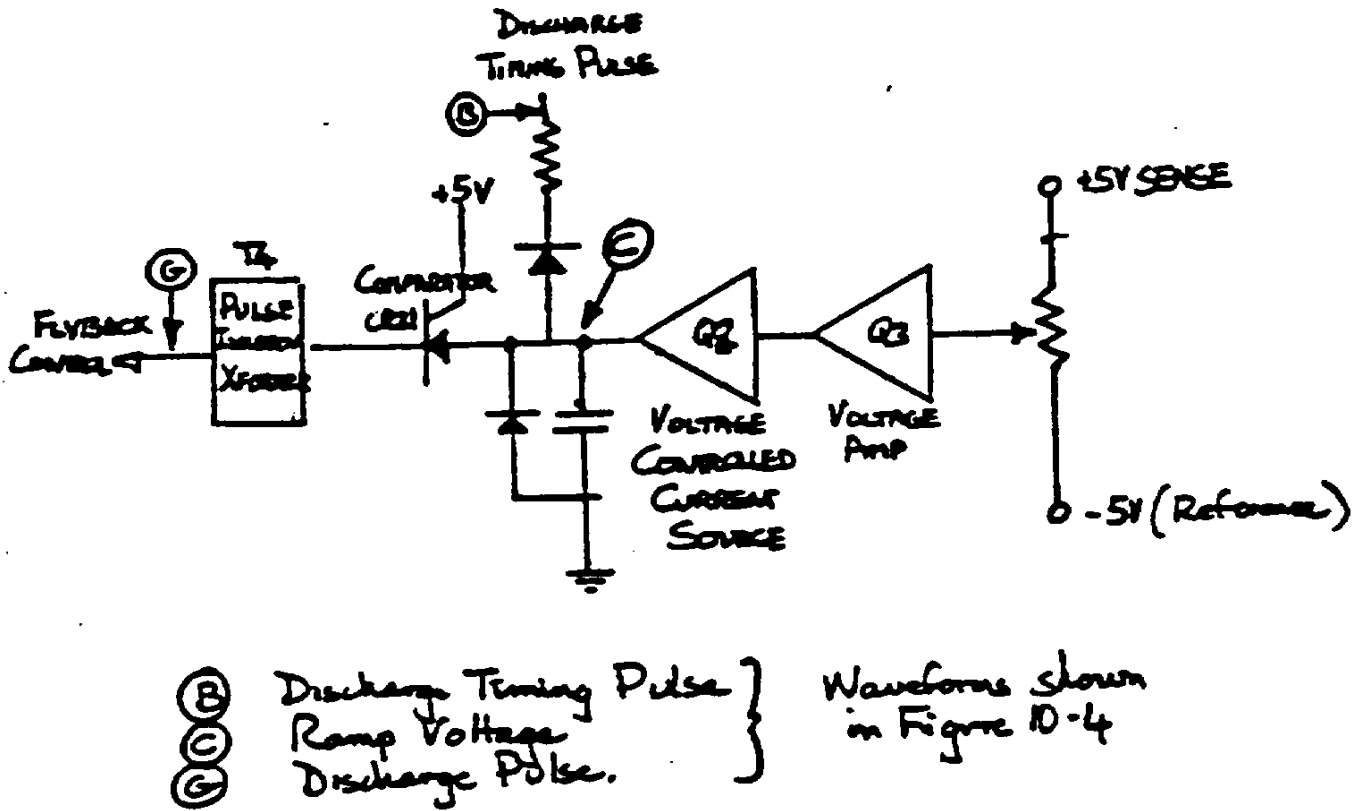 DISCHARGE
TIMING PULSE
B
+5V
+5V SENSE
C
G
T4
COMPARATOR
CR21
PULSE
XFORMER
FLYBACK
CONTROL
Q2
Q3
VOLTAGE
CONTROLLED
CURRENT
SOURCE
VOLTAGE
AMP
-5V (Reference)
B Discharge Timing Pulse
C Ramp Voltage
G Discharge Pulse.
Waveforms shown
in Figure 10-4